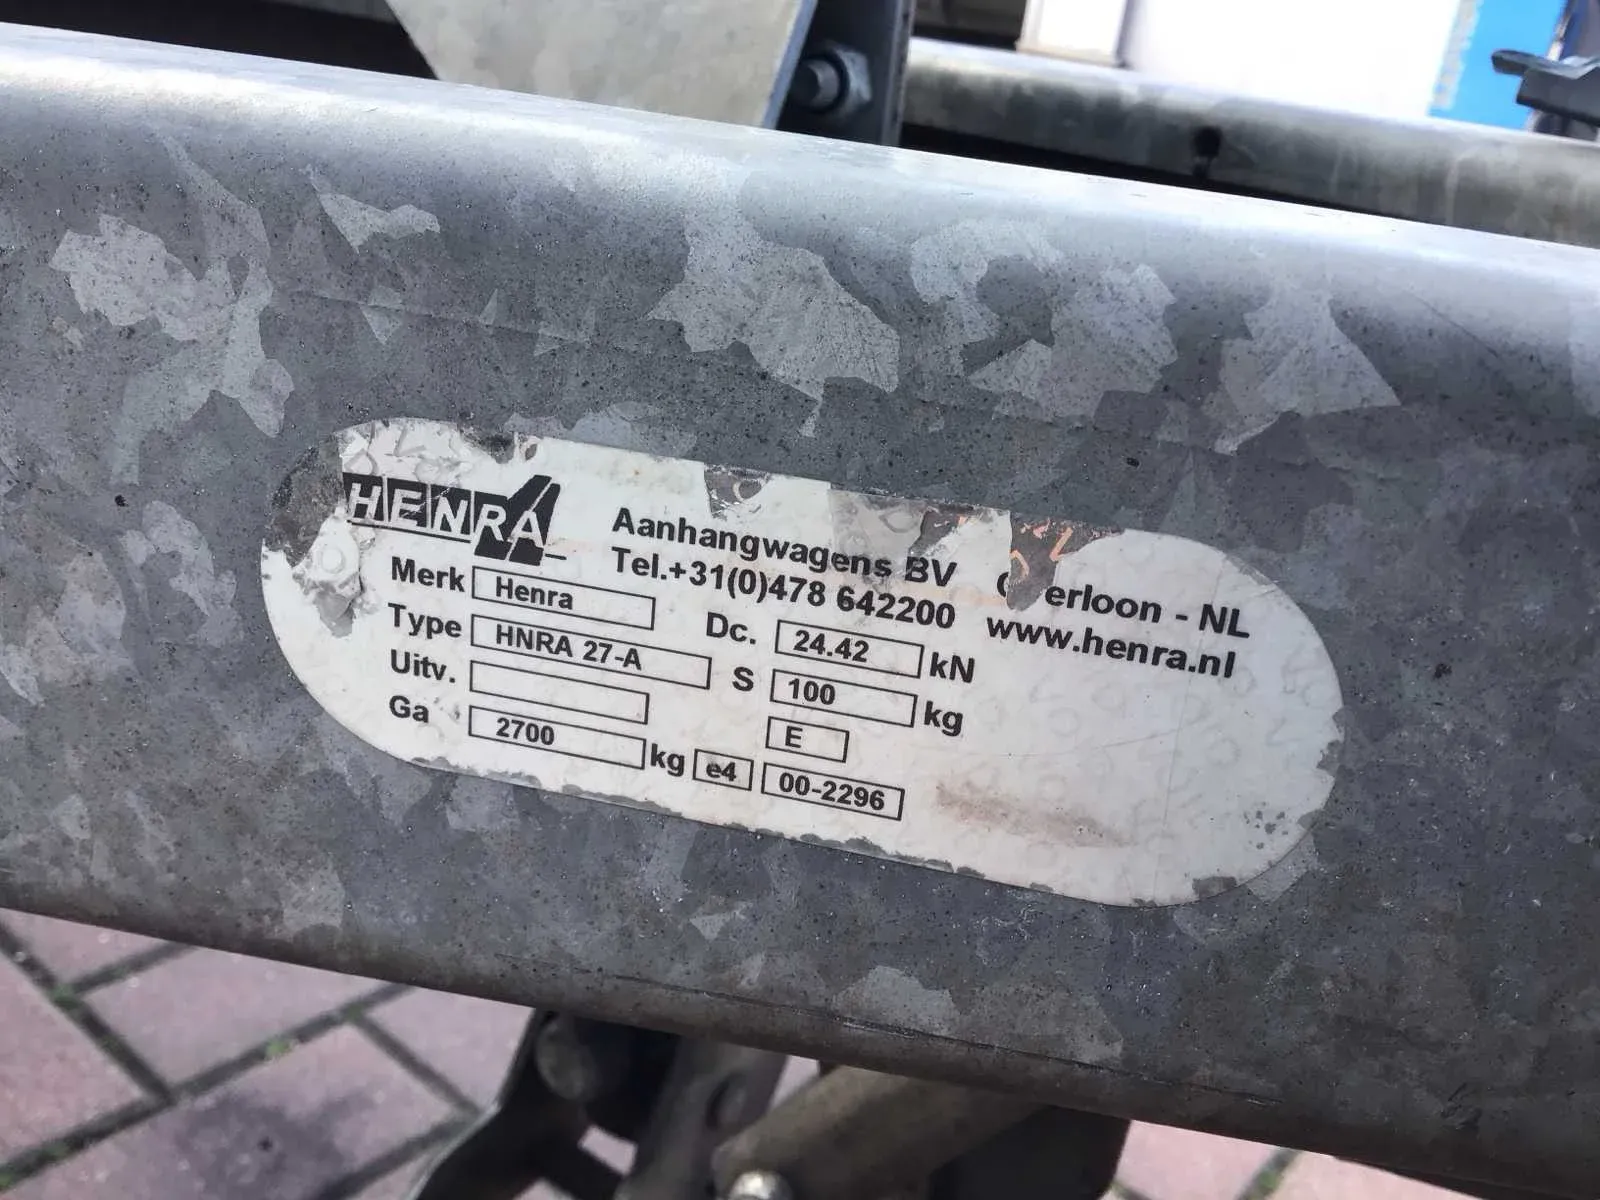 HENRA
Aanhangwagens BV erloon - NL
Tel.+31(0)478 642200 www.henra.nl
Merk Henra
Type HNRA 27-A Dc. 24.42 kN
Uitv. S 100 kg
E
Ga 2700 kg e4 00-2296